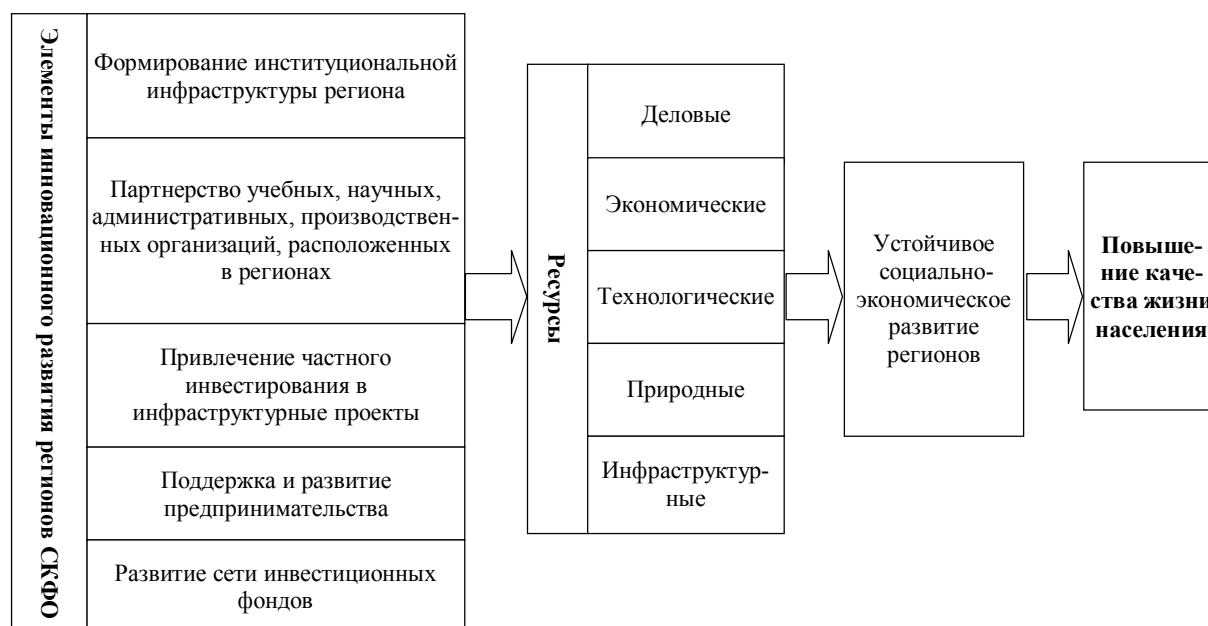 Элементы инновационного развития регионов СКФО
Формирование институциональной
инфраструктуры региона
Партнерство учебных, научных,
административных, производствен-
ных организаций, расположенных
в регионах
Привлечение частного
инвестирования в
инфраструктурные проекты
Поддержка и развитие
предпринимательства
Развитие сети инвестиционных
фондов
Ресурсы
Деловые
Экономические
Технологические
Природные
Инфраструктур-
ные
Устойчивое
социально-
экономическое
развитие
регионов
Повыше-
ние каче-
ства жизни
населения